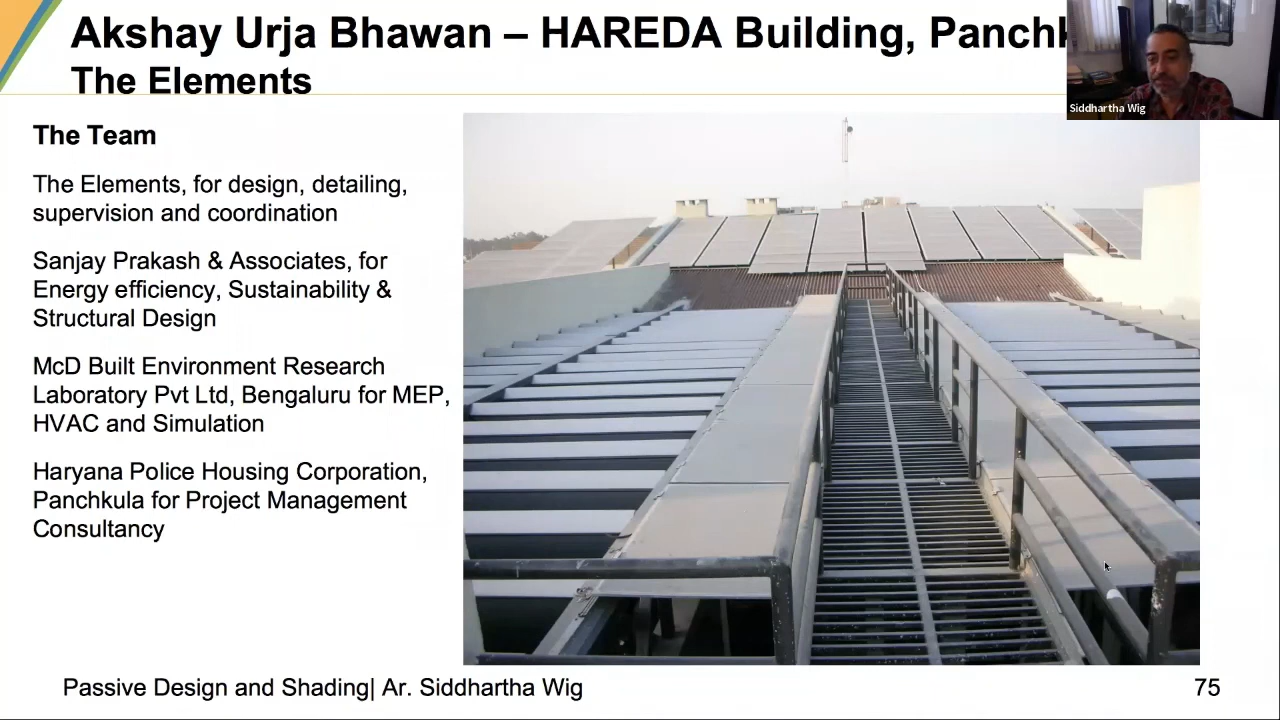 Akshay Urja Bhawan – HAREDA Building,
The Elements
Siddhartha Wig
The Team
The Elements, for design, detailing,
supervision and coordination
Sanjay Prakash & Associates, for
Energy efficiency, Sustainability &
Structural Design
McD Built Environment Research
Laboratory Pvt Ltd, Bengaluru for MEP,
HVAC and Simulation
Haryana Police Housing Corporation,
Panchkula for Project Management
Consultancy
Passive Design and Shading| Ar. Siddhartha Wig
75